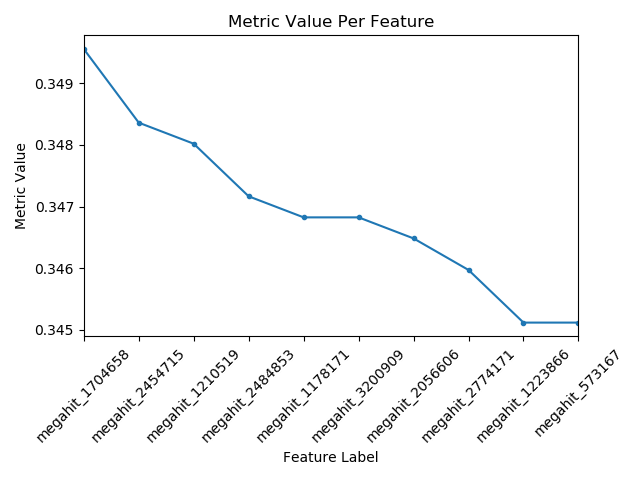 Metric Value Per Feature
0.349
0.348
0.347
0.346
0.345
Metric Value
megahit_1704658
megahit_2454715
megahit_1210519
megahit_2484853
megahit_1178171
megahit_3200909
megahit_2056606
megahit_2774171
megahit_1223866
megahit_573167
Feature Label